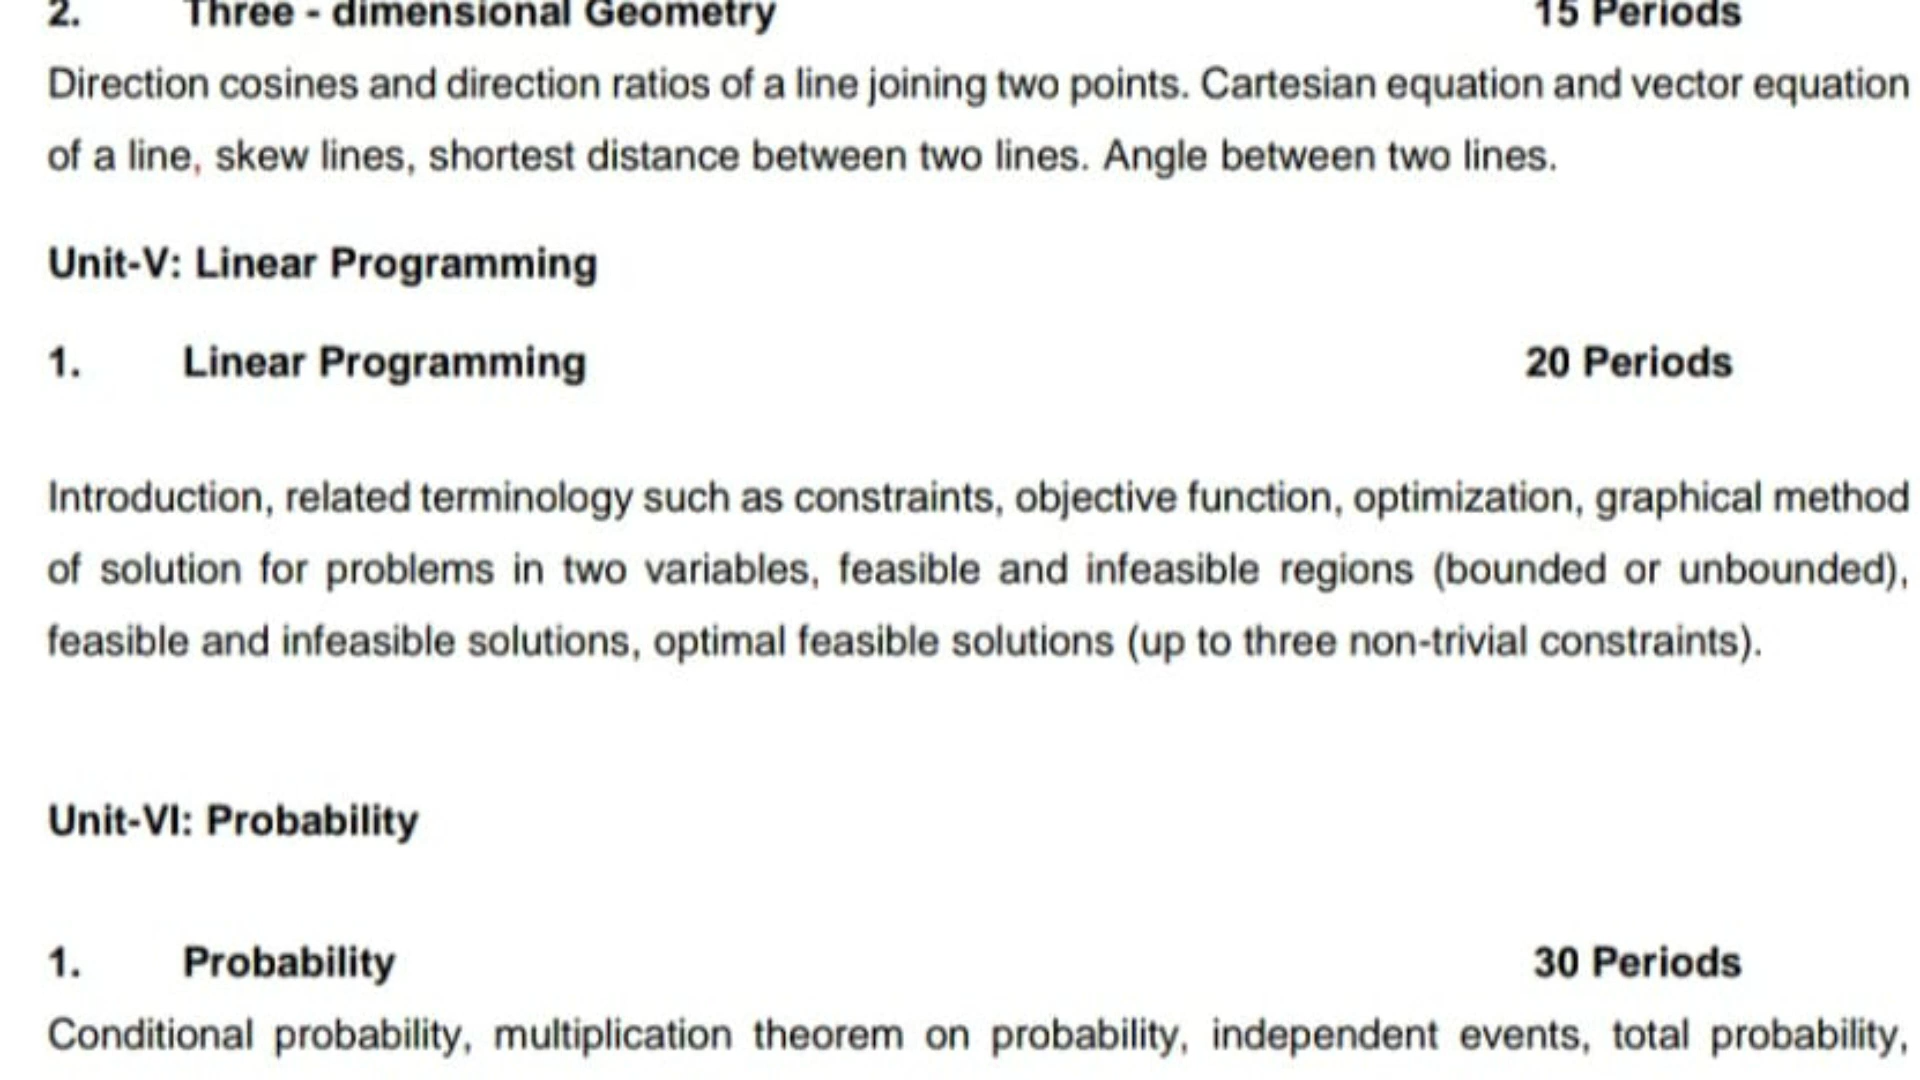 2. Three - dimensional Geometry 15 Periods
Direction cosines and direction ratios of a line joining two points. Cartesian equation and vector equation
of a line, skew lines, shortest distance between two lines. Angle between two lines.
Unit-V: Linear Programming
1. Linear Programming 20 Periods
Introduction, related terminology such as constraints, objective function, optimization, graphical method
of solution for problems in two variables, feasible and infeasible regions (bounded or unbounded),
feasible and infeasible solutions, optimal feasible solutions (up to three non-trivial constraints).
Unit-VI: Probability
1. Probability 30 Periods
Conditional probability, multiplication theorem on probability, independent events, total probability,